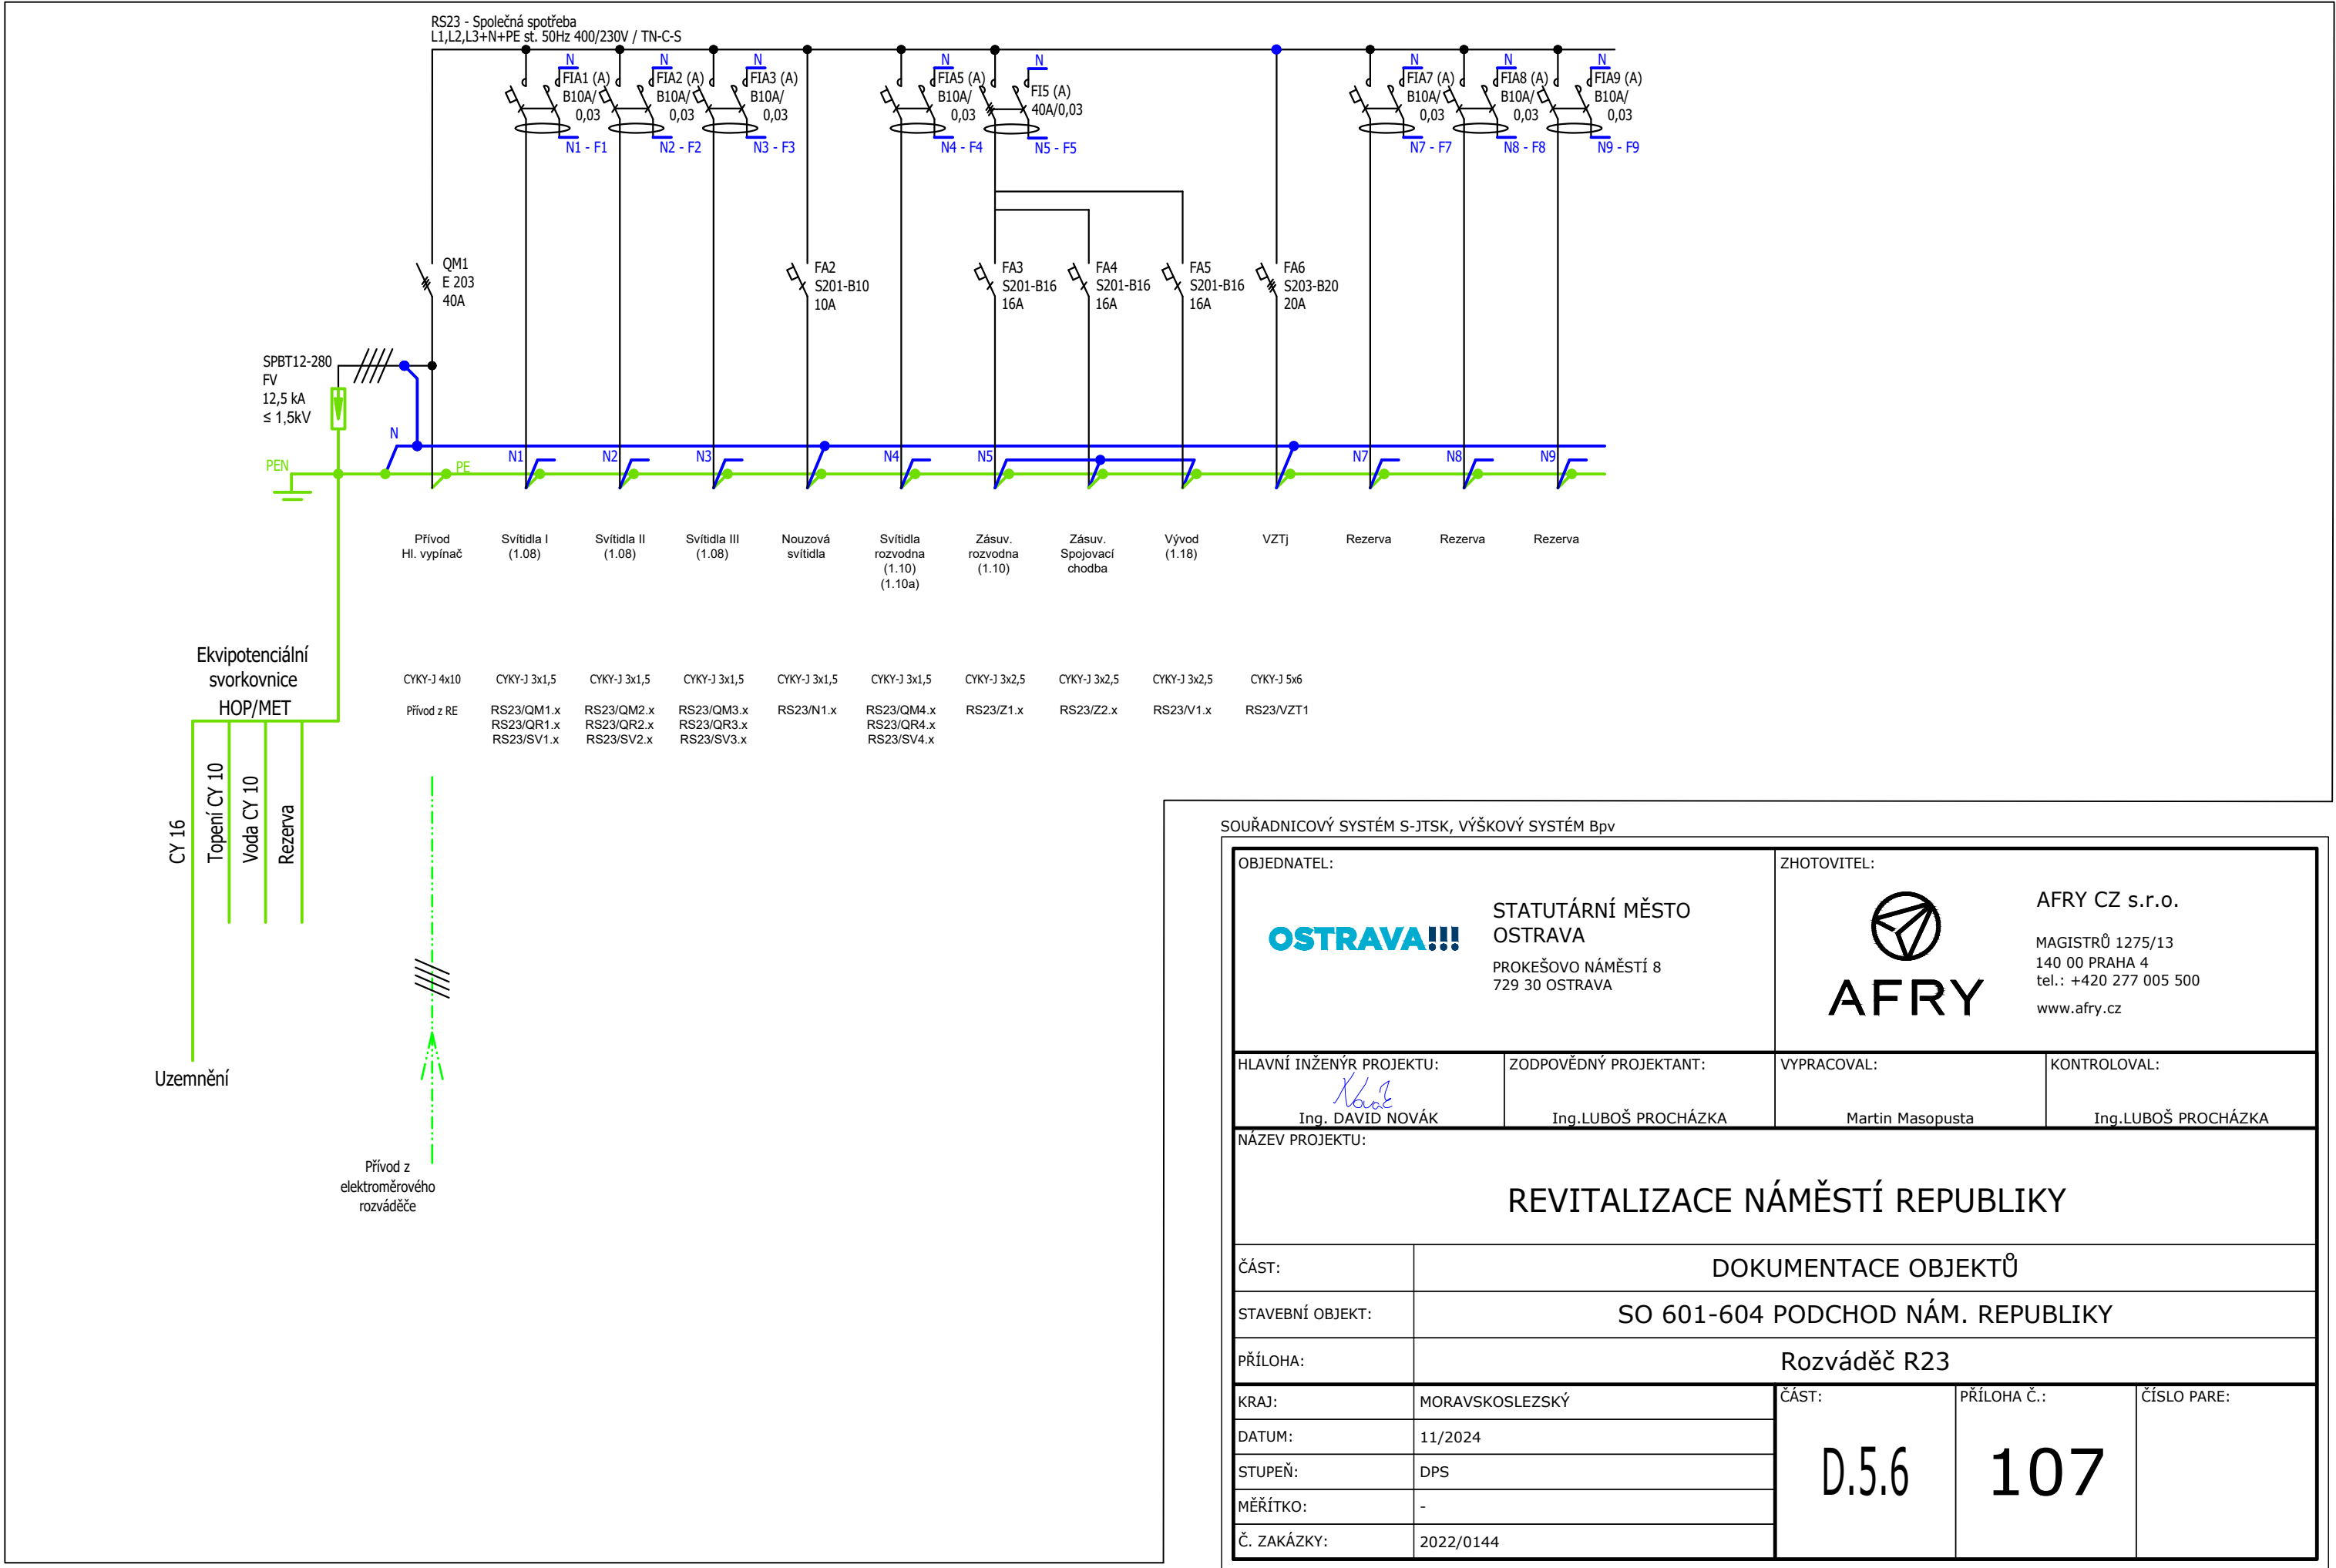 RS23 - Společná spotřeba
L1,L2,L3+N+PE st. 50Hz 400/230V / TN-C-S
N
FIA1 (A)
B10A/
0,03
N1 - F1
N
FIA2 (A)
B10A/
0,03
N2 - F2
N
FIA3 (A)
B10A/
0,03
N3 - F3
N
FIA5 (A)
B10A/
0,03
N4 - F4
N
FI5 (A)
40A/0,03
N5 - F5
N
FIA7 (A)
B10A/
0,03
N7 - F7
N
FIA8 (A)
B10A/
0,03
N8 - F8
N
FIA9 (A)
B10A/
0,03
N9 - F9
QM1
E 203
40A
FA2
S201-B10
10A
FA3
S201-B16
16A
FA4
S201-B16
16A
FA5
S201-B16
16A
FA6
S203-B20
20A
SPBT12-280
FV
12,5 kA
≤ 1,5kV
N
PEN
PE
N1
N2
N3
N4
N5
N7
N8
N9
Přívod
Hl. vypínač
Svítidla I
(1.08)
Svítidla II
(1.08)
Svítidla III
(1.08)
Nouzová
svítidla
Svítidla
rozvodna
(1.10)
(1.10a)
Zásuv.
rozvodna
(1.10)
Zásuv.
Spojovací
chodba
Vývod
(1.18)
VZTj
Rezerva
Rezerva
Rezerva
CYKY-J 4x10
CYKY-J 3x1,5
CYKY-J 3x1,5
CYKY-J 3x1,5
CYKY-J 3x1,5
CYKY-J 3x1,5
CYKY-J 3x2,5
CYKY-J 3x2,5
CYKY-J 3x2,5
CYKY-J 5x6
Přívod z RE
RS23/QM1.x
RS23/QR1.x
RS23/SV1.x
RS23/QM2.x
RS23/QR2.x
RS23/SV2.x
RS23/QM3.x
RS23/QR3.x
RS23/SV3.x
RS23/N1.x
RS23/QM4.x
RS23/QR4.x
RS23/SV4.x
RS23/Z1.x
RS23/Z2.x
RS23/V1.x
RS23/VZT1
Ekvipotenciální
svorkovnice
HOP/MET
CY 16
Topení CY 10
Voda CY 10
Rezerva
Uzemnění
Přívod z
elektroměrového
rozváděče
SOUŘADNICOVÝ SYSTÉM S-JTSK, VÝŠKOVÝ SYSTÉM Bpv
OBJEDNATEL:
OSTRAVA!!!
STATUTÁRNÍ MĚSTO
OSTRAVA
PROKEŠOVO NÁMĚSTÍ 8
729 30 OSTRAVA
ZHOTOVITEL:
AFRY
AFRY CZ s.r.o.
MAGISTRŮ 1275/13
140 00 PRAHA 4
tel.: +420 277 005 500
www.afry.cz
HLAVNÍ INŽENÝR PROJEKTU:
Novák
Ing. DAVID NOVÁK
ZODPOVĚDNÝ PROJEKTANT:
Ing.LUBOŠ PROCHÁZKA
VYPRACOVAL:
Martin Masopusta
KONTROLOVAL:
Ing.LUBOŠ PROCHÁZKA
NÁZEV PROJEKTU:
REVITALIZACE NÁMĚSTÍ REPUBLIKY
ČÁST:
DOKUMENTACE OBJEKTŮ
STAVEBNÍ OBJEKT:
SO 601-604 PODCHOD NÁM. REPUBLIKY
PŘÍLOHA:
Rozváděč R23
KRAJ:
MORAVSKOSLEZSKÝ
DATUM:
11/2024
STUPEŇ:
DPS
MĚŘÍTKO:
-
Č. ZAKÁZKY:
2022/0144
ČÁST:
D.5.6
PŘÍLOHA Č.:
107
ČÍSLO PARE: